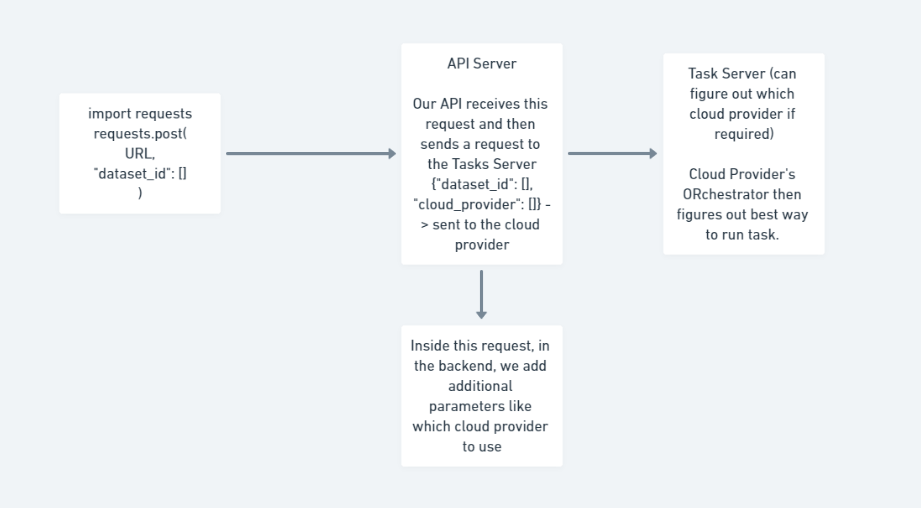 import requests
requests.post(
URL,
"dataset_id": []
)
API Server
Our API receives this
request and then
sends a request to
the Tasks Server
{"dataset_id": [],
"cloud_provider": []} -
> sent to the cloud
provider
Task Server (can
figure out which
cloud provider if
required)
Cloud Provider's
ORchestrator then
figures out best way
to run task.
Inside this request, in
the backend, we add
additional
parameters like
which cloud provider
to use